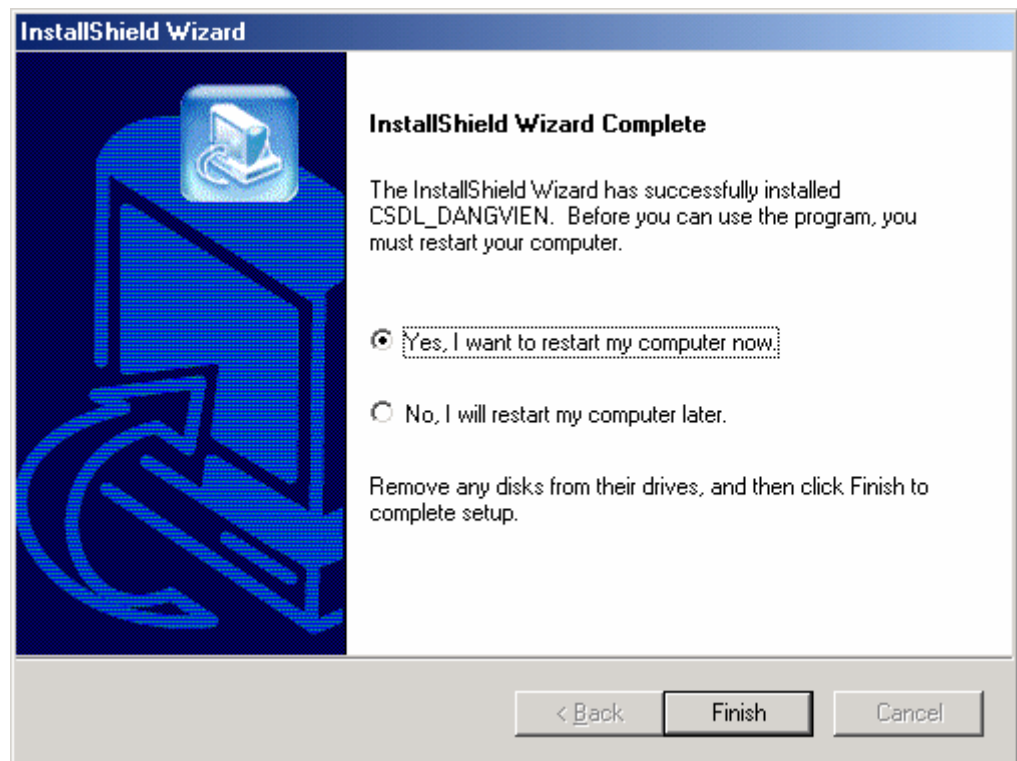 InstallShield Wizard
InstallShield Wizard Complete
The InstallShield Wizard has successfully installed
CSDL_DANGVIEN. Before you can use the program, you
must restart your computer.
Yes, I want to restart my computer now.
No, I will restart my computer later.
Remove any disks from their drives, and then click Finish to
complete setup.
< Back
Finish
Cancel